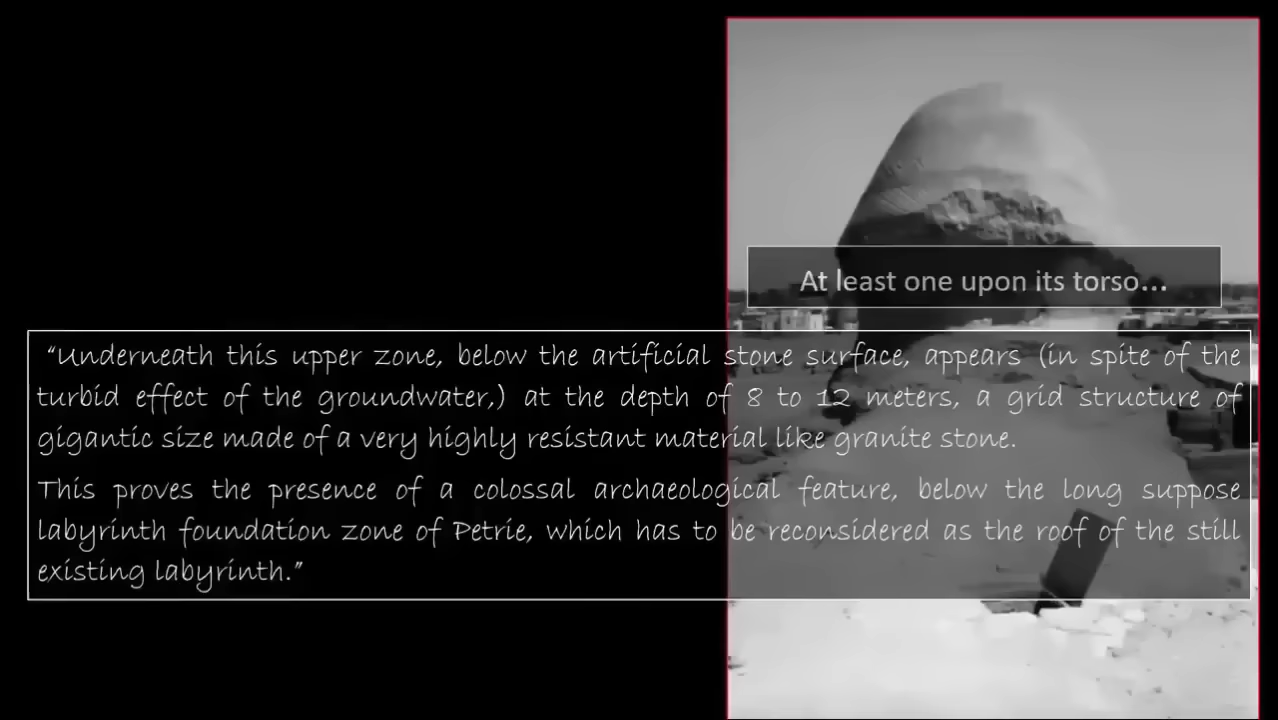 At least one upon its torso...
“Underneath this upper zone, below the artificial stone surface, appears (in spite of the
turbid effect of the groundwater,) at the depth of 8 to 12 meters, a grid structure of
gigantic size made of a very highly resistant material like granite stone.
This proves the presence of a colossal archaeological feature, below the long suppose
labyrinth foundation zone of Petrie, which has to be reconsidered as the roof of the still
existing labyrinth.”